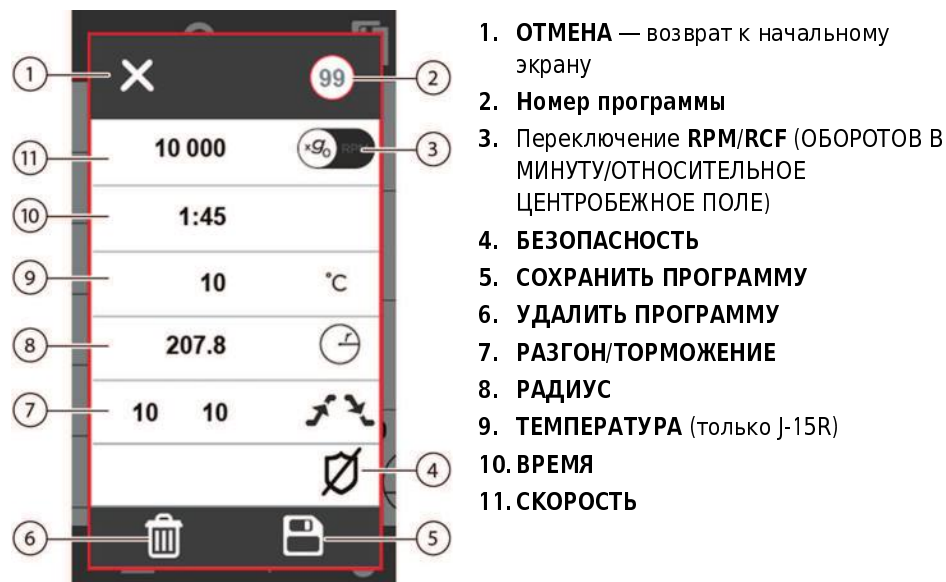 1
99
2
11
10 000
×g₀ RPM
3
10
1:45
9
10
°C
8
207.8
r
7
10
10
4
6
5
1. ОТМЕНА — возврат к начальному
экрану
2. Номер программы
3. Переключение RPM/RCF (ОБОРОТОВ В
МИНУТУ/ОТНОСИТЕЛЬНОЕ
ЦЕНТРОБЕЖНОЕ ПОЛЕ)
4. БЕЗОПАСНОСТЬ
5. СОХРАНИТЬ ПРОГРАММУ
6. УДАЛИТЬ ПРОГРАММУ
7. РАЗГОН/ТОРМОЖЕНИЕ
8. РАДИУС
9. ТЕМПЕРАТУРА (только J-15R)
10. ВРЕМЯ
11. СКОРОСТЬ